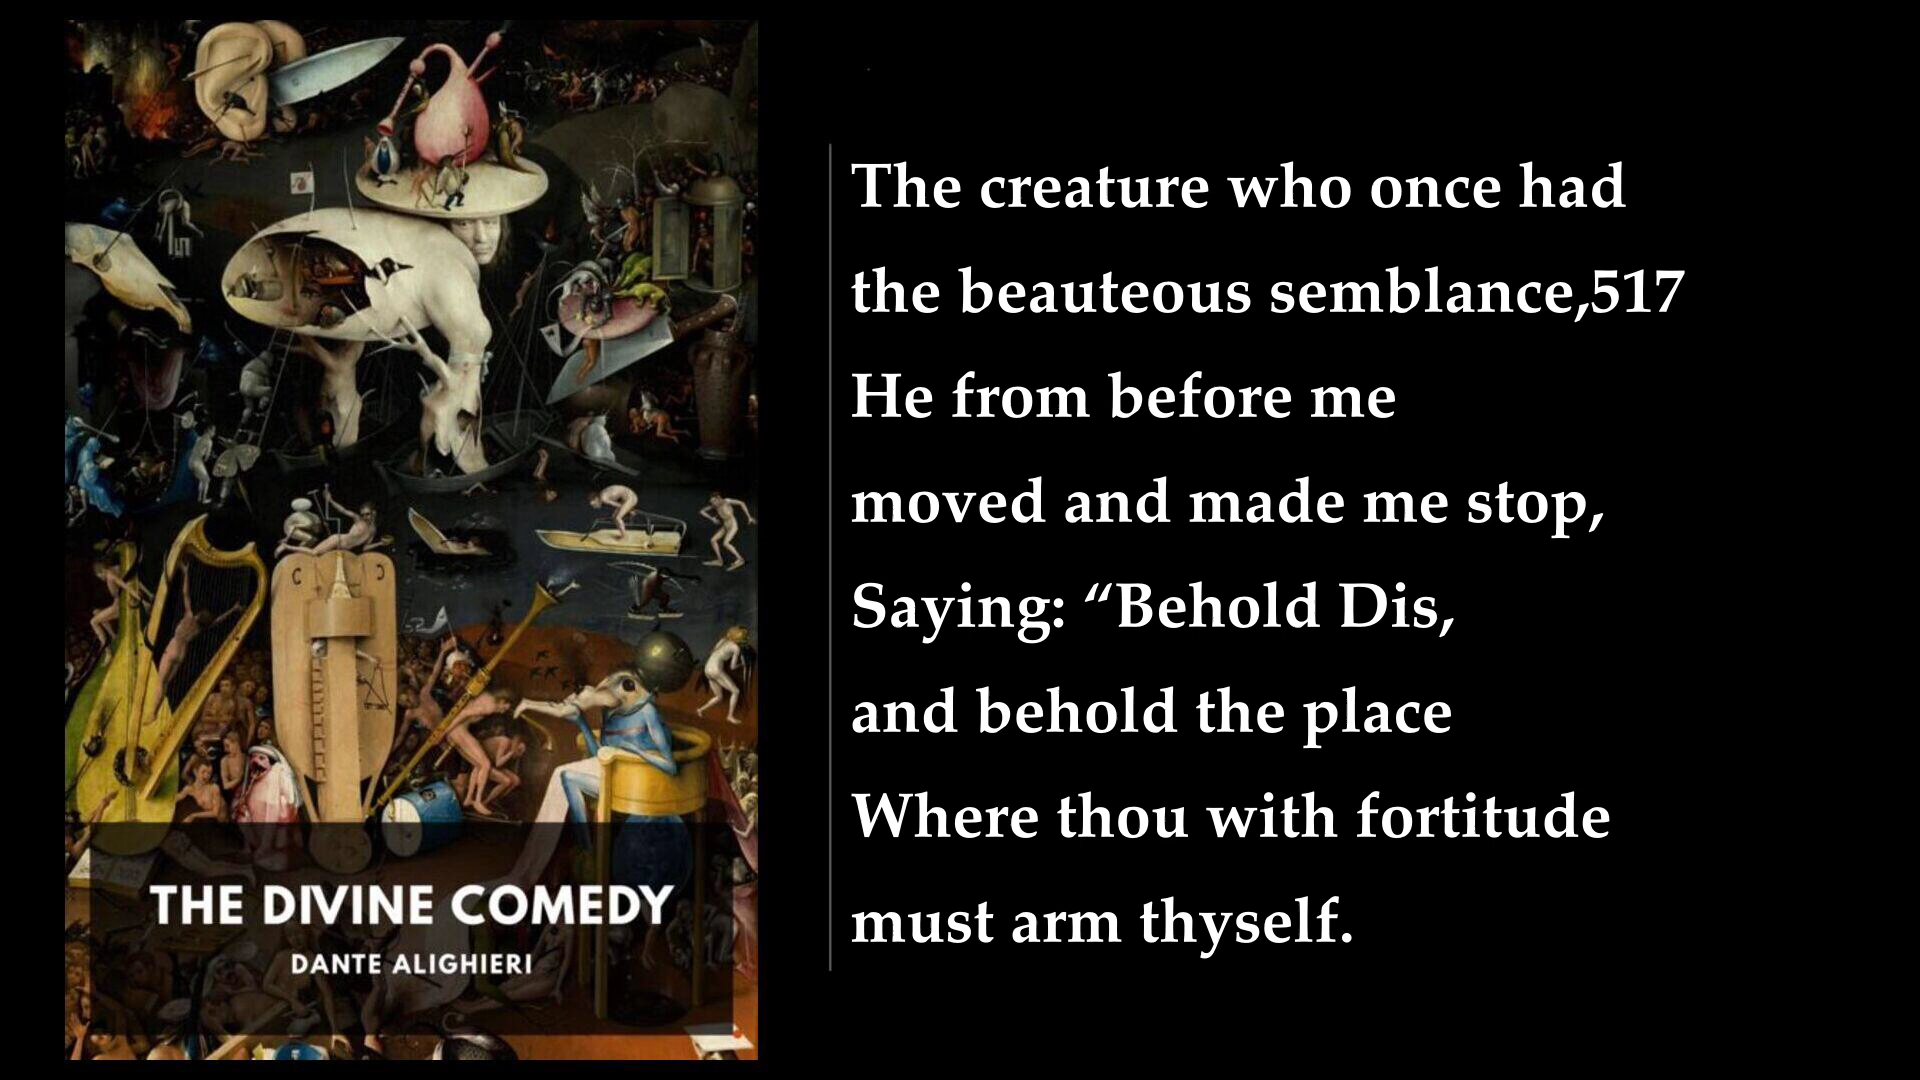 The creature who once had
the beauteous semblance,517
He from before me
moved and made me stop,
Saying: “Behold Dis,
and behold the place
Where thou with fortitude
must arm thyself.
THE DIVINE COMEDY
DANTE ALIGHIERI